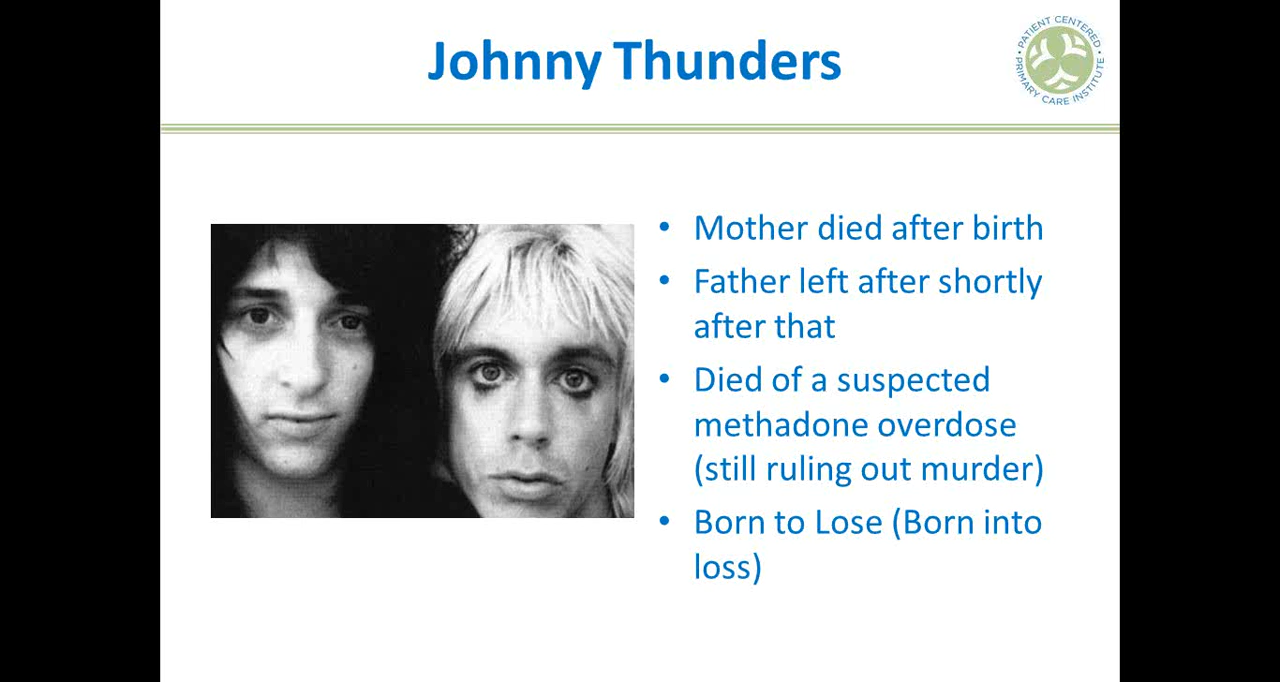 Johnny Thunders
• PATIENT CENTERED •
PRIMARY CARE INSTITUTE
• Mother died after birth
• Father left after shortly
after that
• Died of a suspected
methadone overdose
(still ruling out murder)
• Born to Lose (Born into
loss)